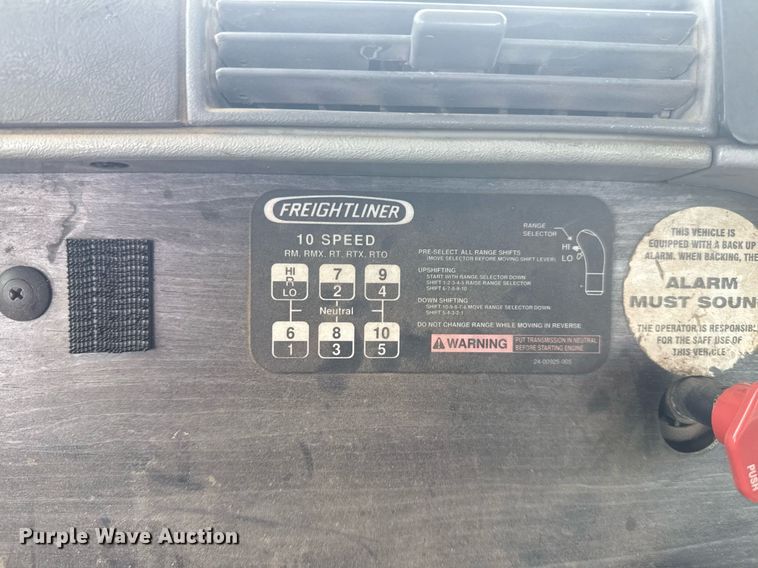 FREIGHTLINER
10 SPEED
RM, RMX, RT, RTX, RTO
HI 7 9
R
LO 2 4
Neutral
6 8 10
1 3 5
PRE-SELECT ALL RANGE SHIFTS
(MOVE SELECTOR BEFORE MOVING SHIFT LEVER)
UPSHIFTING
START WITH RANGE SELECTOR DOWN
SHIFT 1-2-3-4-5 RAISE RANGE SELECTOR
SHIFT 6-7-8-9-10
DOWN SHIFTING
SHIFT 10-9-8-7-6 MOVE RANGE SELECTOR DOWN
SHIFT 5-4-3-2-1
DO NOT CHANGE RANGE WHILE MOVING IN REVERSE
WARNING PUT TRANSMISSION IN NEUTRAL
BEFORE STARTING ENGINE
24-00925-005
RANGE
SELECTOR
HI
LO
THIS VEHICLE IS
EQUIPPED WITH A BACK UP
ALARM. WHEN BACKING, THE
ALARM
MUST SOUN
THE OPERATOR IS RESPONSIBL
FOR THE SAFE USE OF
THIS VEHICLE
PUSH
Purple Wave Auction